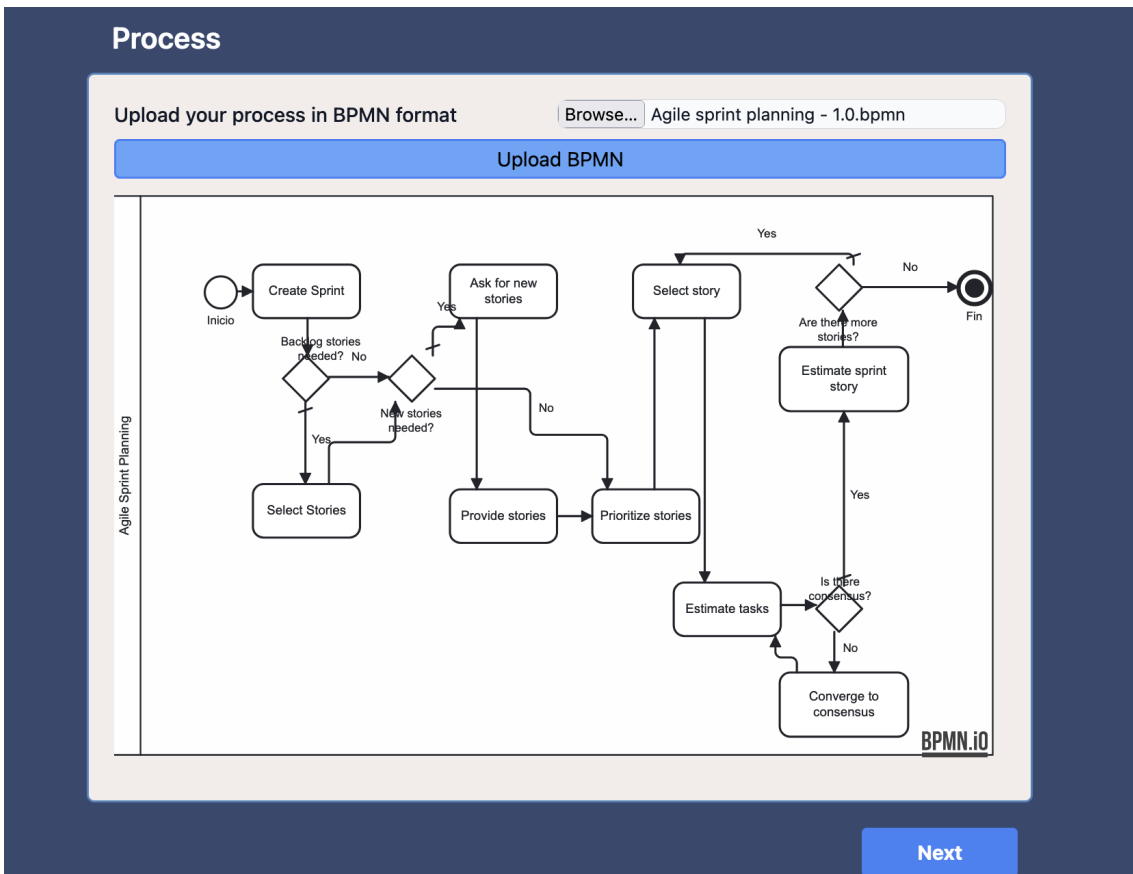 Process
Upload your process in BPMN format
Browse... Agile sprint planning - 1.0.bpmn
Upload BPMN
Agile Sprint Planning
Inicio
Create Sprint
Backlog stories
needed?
No
Yes
Select Stories
New stories
needed?
Yes
No
Ask for new
stories
Provide stories
Prioritize stories
Select story
Estimate tasks
Is there
consensus?
No
Converge to
consensus
Yes
Estimate sprint
story
Are there more
stories?
Yes
No
Fin
BPMN.iO
Next